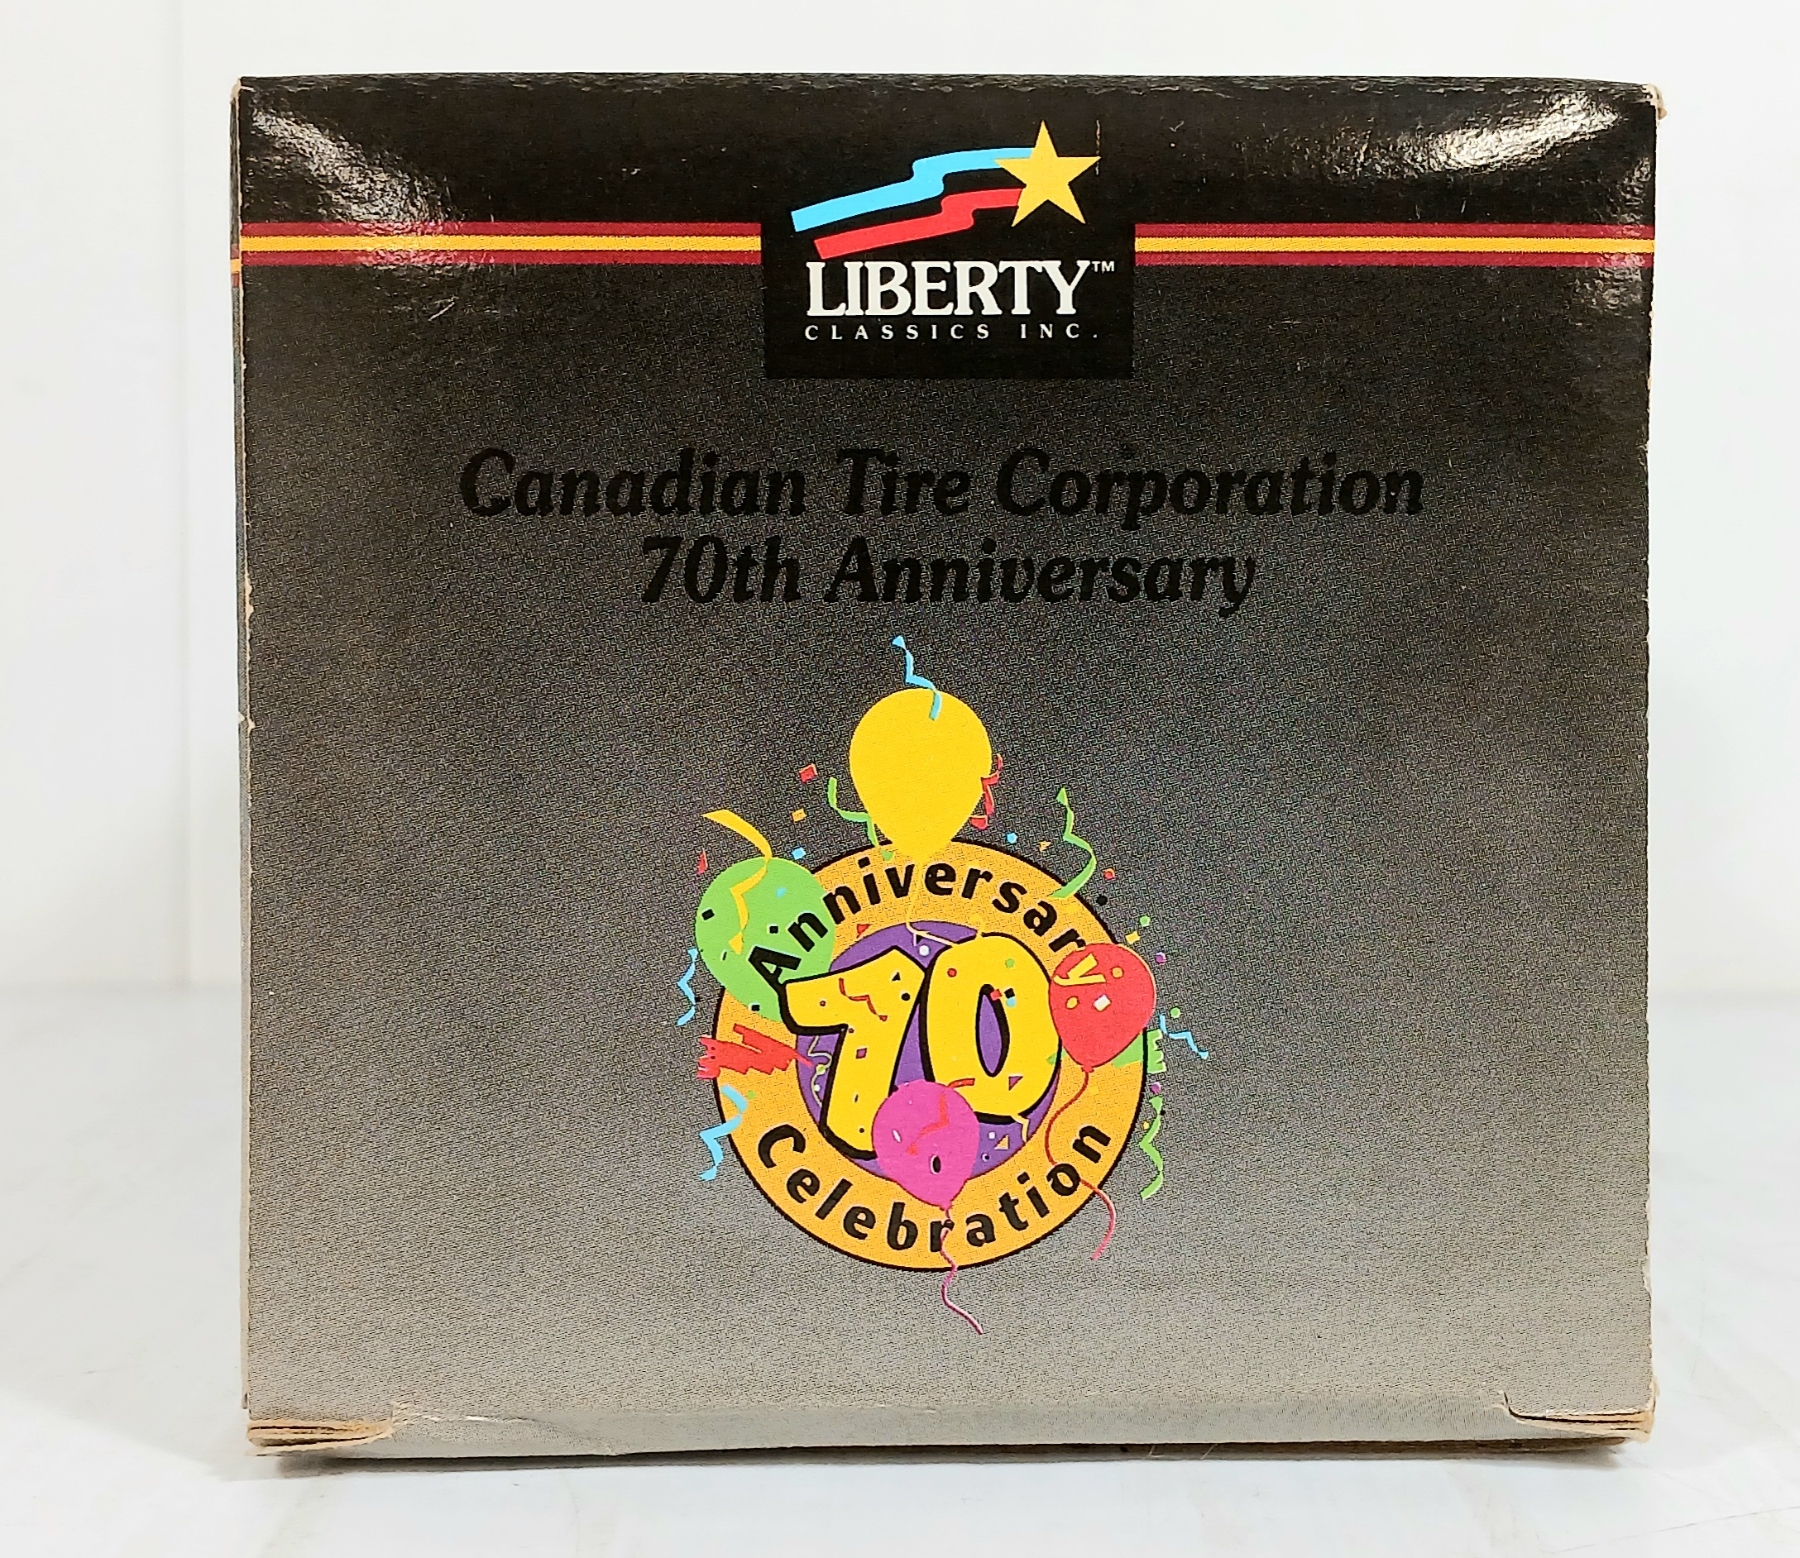 LIBERTY™
CLASSICS INC.
Canadian Tire Corporation
70th Anniversary
Anniversary
70
Celebration